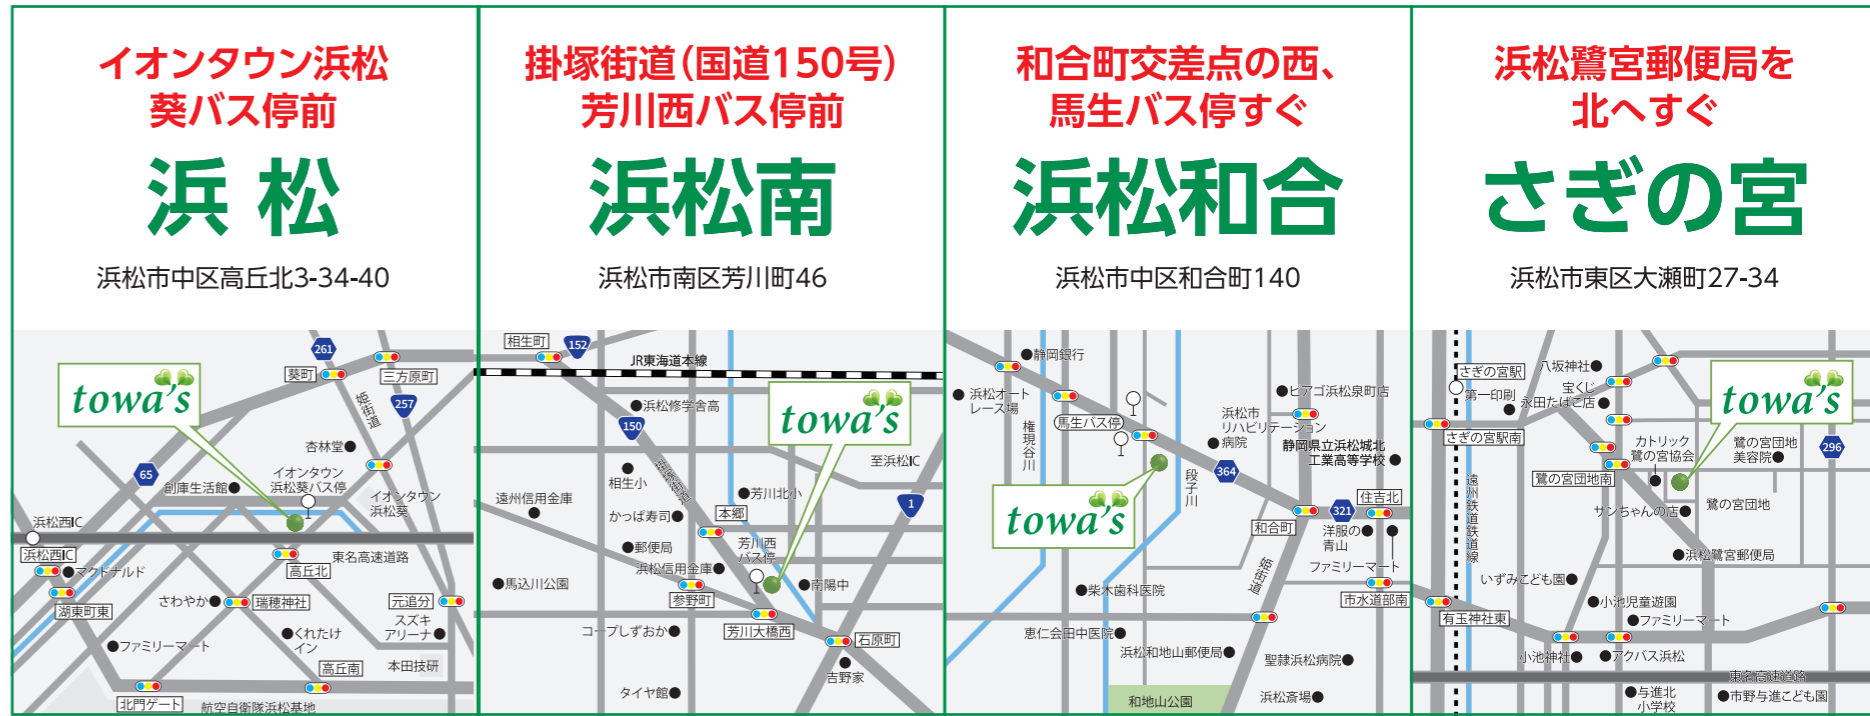 イオンタウン浜松
葵バス停前
浜松
浜松市中区高丘北3-34-40
261
葵町
三方原町
towa's
姫街道
257
杏林堂
65
イオンタウン
浜松葵バス停
創庫生活館
イオンタウン
浜松葵
浜松西IC
浜松西IC
東名高速道路
マクドナルド
高丘北
湖東町東
さわやか
瑞穂神社
元追分
スズキ
アリーナ
くれたけ
イン
ファミリーマート
高丘南
本田技研
北門ゲート
航空自衛隊浜松基地
掛塚街道(国道150号)
芳川西バス停前
浜松南
浜松市南区芳川町46
相生町
152
JR東海道本線
towa's
浜松修学舎高
150
至浜松IC
相生小
遠州信用金庫
芳川北小
1
かっぱ寿司
本郷
郵便局
芳川西
バス停
浜松信用金庫
馬込川公園
南陽中
参野町
コープしずおか
芳川大橋西
石原町
吉野家
タイヤ館
和合町交差点の西、
馬生バス停すぐ
浜松和合
浜松市中区和合町140
静岡銀行
浜松オート
レース場
ピアゴ浜松泉町店
馬生バス停
権現谷川
浜松市
リハビリテーション
病院
静岡県立浜松城北
工業高等学校
段子川
364
towa's
住吉北
321
和合町
洋服の
青山
ファミリーマート
姫街道
柴木歯科医院
市水道部南
恵仁会田中医院
浜松和地山郵便局
聖隷浜松病院
和地山公園
浜松斎場
浜松鷺宮郵便局を
北へすぐ
さぎの宮
浜松市東区大瀬町27-34
さぎの宮駅
八坂神社
宝くじ
永田たばこ店
第一印刷
towa's
さぎの宮駅南
カトリック
鷺の宮協会
鷺の宮団地
美容院
296
鷺の宮団地南
遠州鉄道鉄道線
サンちゃんの店
鷺の宮団地
浜松鷺宮郵便局
いずみこども園
小池児童遊園
ファミリーマート
有玉神社東
小池神社
アクバス浜松
東名高速道路
与進北
小学校
市野与進こども園